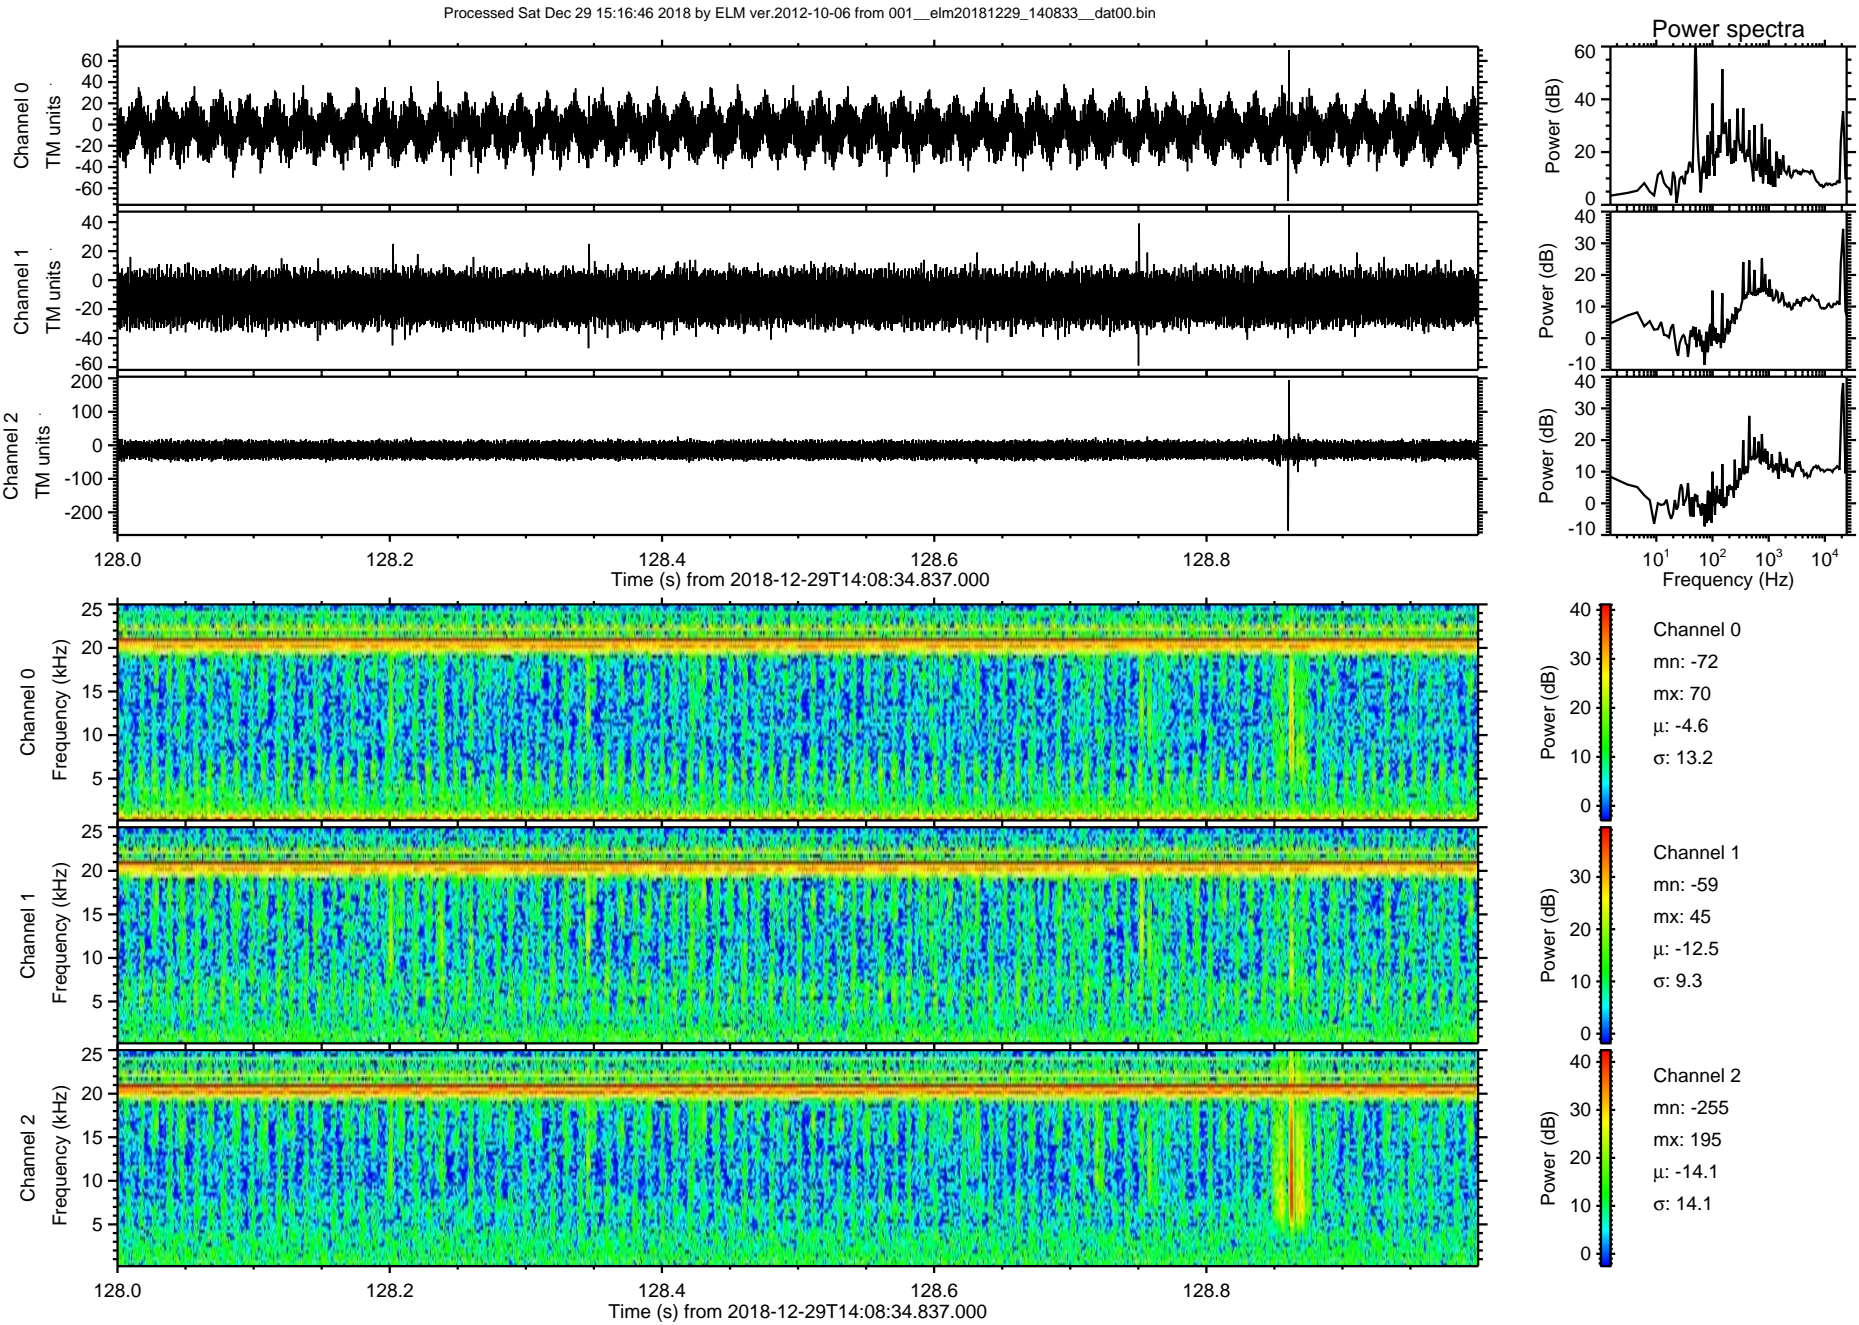 Processed Sat Dec 29 15:16:46 2018 by ELM ver.2012-10-06 from 001__elm20181229_140833__dat00.bin
Power spectra
Channel 0
TM units
60
40
20
0
-20
-40
-60
Power (dB)
60
40
20
0
Channel 1
TM units
40
20
0
-20
-40
-60
Power (dB)
40
30
20
10
0
-10
Channel 2
TM units
200
100
0
-100
-200
Power (dB)
40
30
20
10
0
-10
128.0 128.2 128.4 128.6 128.8
Time (s) from 2018-12-29T14:08:34.837.000
10¹ 10² 10³ 10⁴
Frequency (Hz)
Channel 0
Frequency (kHz)
25
20
15
10
5
Power (dB)
40
30
20
10
0
Channel 0
mn: -72
mx: 70
μ: -4.6
σ: 13.2
Channel 1
Frequency (kHz)
25
20
15
10
5
Power (dB)
30
20
10
0
Channel 1
mn: -59
mx: 45
μ: -12.5
σ: 9.3
Channel 2
Frequency (kHz)
25
20
15
10
5
Power (dB)
40
30
20
10
0
Channel 2
mn: -255
mx: 195
μ: -14.1
σ: 14.1
128.0 128.2 128.4 128.6 128.8
Time (s) from 2018-12-29T14:08:34.837.000